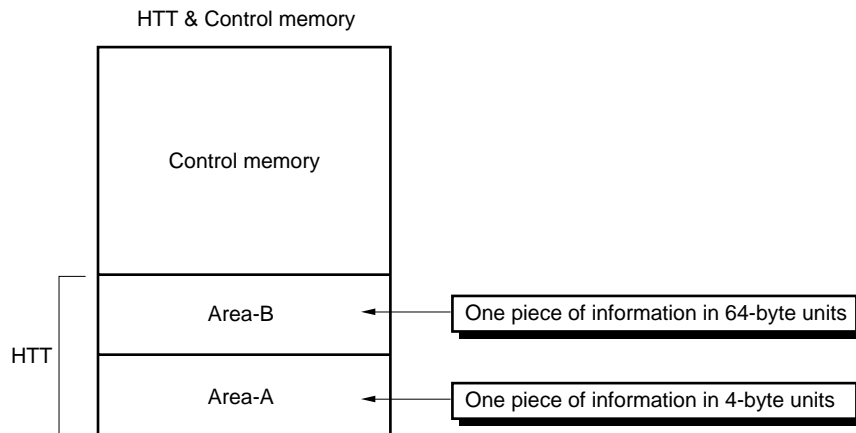 HTT & Control memory
Control memory
Area-B
One piece of information in 64-byte units
HTT
Area-A
One piece of information in 4-byte units